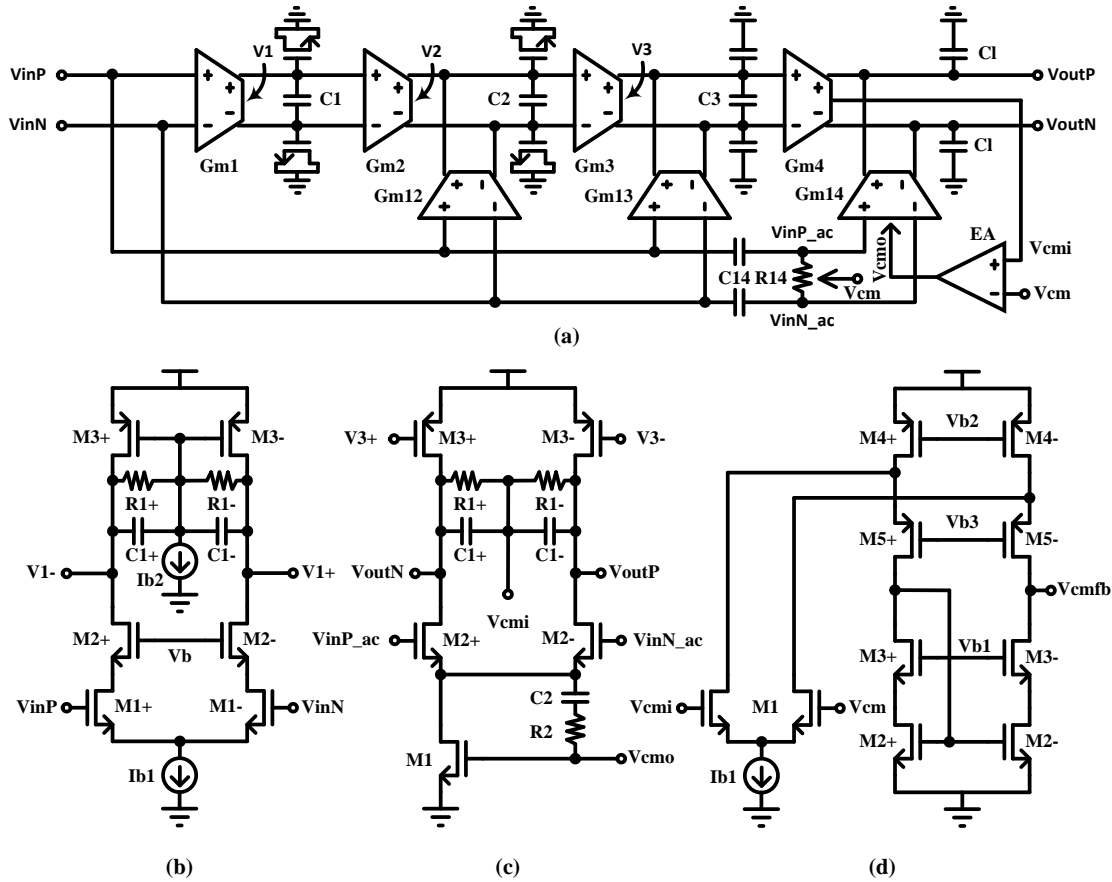 V1
V2
V3
Cl
VinP
VoutP
C1
C2
C3
VinN
VoutN
Gm1
Gm2
Gm3
Gm4
Cl
Gm12
Gm13
Gm14
EA
VinP_ac
Vcmo
Vcmi
C14
R14
Vcm
Vcm
VinN_ac
(a)
M3+
M3-
R1+
R1-
C1+
C1-
Ib2
V1-
V1+
M2+
M2-
Vb
VinP
M1+
M1-
VinN
Ib1
(b)
V3+
M3+
M3-
V3-
R1+
R1-
C1+
C1-
VoutN
VoutP
Vcmi
VinP_ac
M2+
M2-
VinN_ac
C2
R2
M1
Vcmo
(c)
M4+
Vb2
M4-
M5+
Vb3
M5-
Vcmfb
M3+
Vb1
M3-
Vcmi
M1
Vcm
M2+
M2-
Ib1
(d)